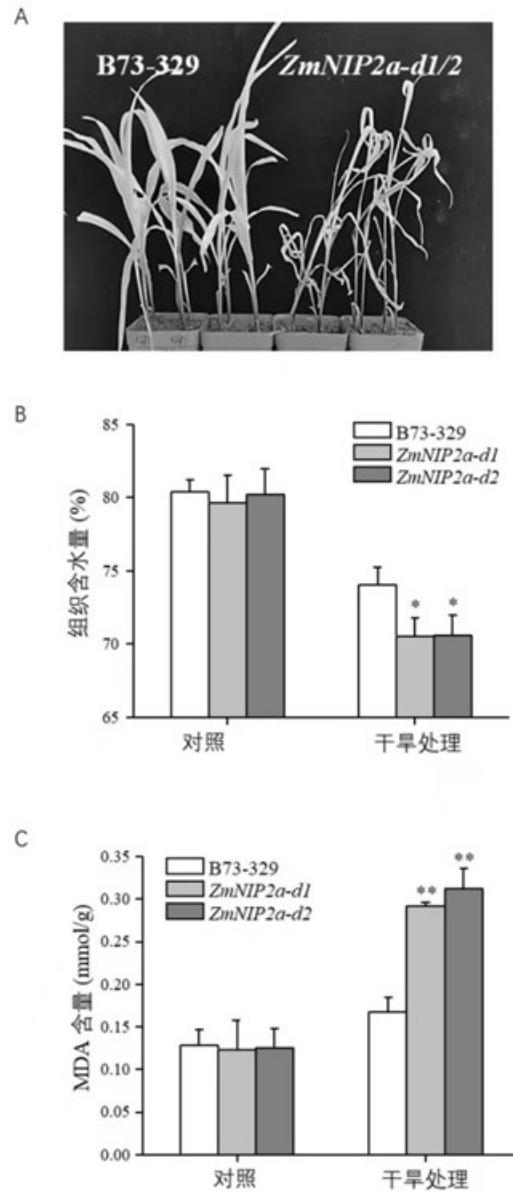 A
B73-329 ZmNIP2a-d1/2
B
85
80
75
70
65
组织含水量 (%)
B73-329
ZmNIP2a-d1
ZmNIP2a-d2
* *
对照 干旱处理
C
0.35
0.30
0.25
0.20
0.15
0.10
0.05
0.00
MDA 含量 (mmol/g)
B73-329
ZmNIP2a-d1
ZmNIP2a-d2
** **
对照 干旱处理